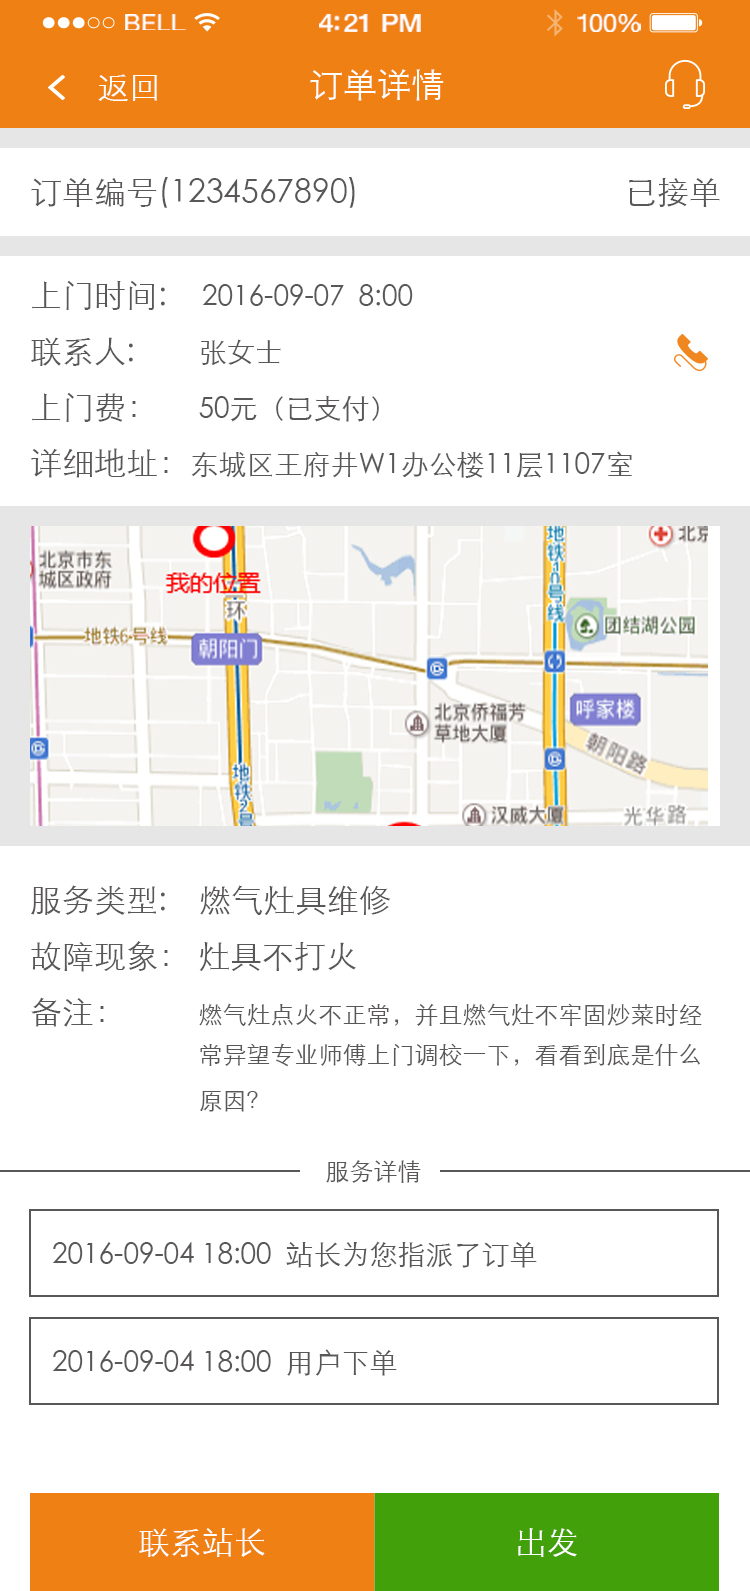 BELL 4:21 PM 100%
返回 订单详情
订单编号(1234567890) 已接单
上门时间: 2016-09-07 8:00
联系人: 张女士
上门费: 50元（已支付）
详细地址: 东城区王府井W1办公楼11层1107室
北京市东
城区政府
我的位置
环
地铁6号线
朝阳门
地铁10号线
北京
团结湖公园
北京侨福芳
草地大厦
呼家楼
朝阳路
地铁2号
汉威大厦
光华路
服务类型: 燃气灶具维修
故障现象: 灶具不打火
备注: 燃气灶点火不正常，并且燃气灶不牢固炒菜时经
常异望专业师傅上门调校一下，看看到底是什么
原因?
服务详情
2016-09-04 18:00 站长为您指派了订单
2016-09-04 18:00 用户下单
联系站长 出发